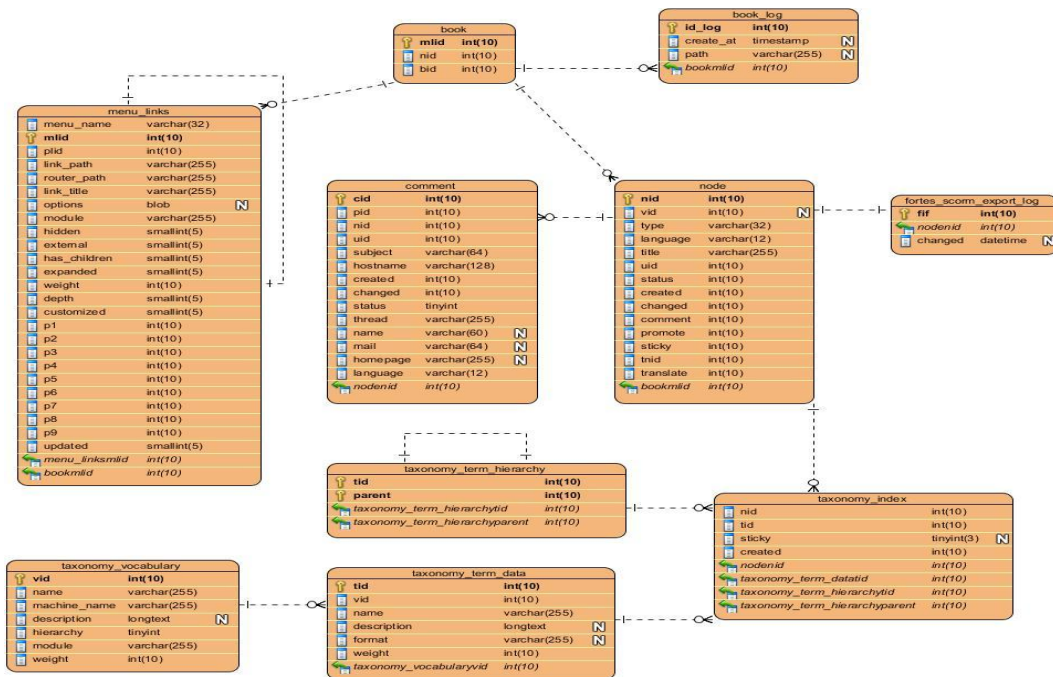 book
mlid int(10)
nid int(10)
bid int(10)
book_log
id_log int(10)
create_at timestamp N
path varchar(255) N
bookmlid int(10)
menu_links
menu_name varchar(32)
mlid int(10)
plid int(10)
link_path varchar(255)
router_path varchar(255)
link_title varchar(255)
options blob N
module varchar(255)
hidden smallint(5)
external smallint(5)
has_children smallint(5)
expanded smallint(5)
weight int(10)
depth smallint(5)
customized smallint(5)
p1 int(10)
p2 int(10)
p3 int(10)
p4 int(10)
p5 int(10)
p6 int(10)
p7 int(10)
p8 int(10)
p9 int(10)
updated smallint(5)
menu_linksmlid int(10)
bookmlid int(10)
comment
cid int(10)
pid int(10)
nid int(10)
uid int(10)
subject varchar(64)
hostname varchar(128)
created int(10)
changed int(10)
status tinyint
thread varchar(255)
name varchar(60) N
mail varchar(64) N
homepage varchar(255) N
language varchar(12)
nodenid int(10)
node
nid int(10)
vid int(10) N
type varchar(32)
language varchar(12)
title varchar(255)
uid int(10)
status int(10)
created int(10)
changed int(10)
comment int(10)
promote int(10)
sticky int(10)
tnid int(10)
translate int(10)
bookmlid int(10)
fortes_scorm_export_log
fif int(10)
nodenid int(10)
changed datetime N
taxonomy_term_hierarchy
tid int(10)
parent int(10)
taxonomy_term_hierarchytid int(10)
taxonomy_term_hierarchyparent int(10)
taxonomy_index
nid int(10)
tid int(10)
sticky tinyint(3) N
created int(10)
nodenid int(10)
taxonomy_term_datatid int(10)
taxonomy_term_hierarchytid int(10)
taxonomy_term_hierarchyparent int(10)
taxonomy_vocabulary
vid int(10)
name varchar(255)
machine_name varchar(255)
description longtext N
hierarchy tinyint
module varchar(255)
weight int(10)
taxonomy_term_data
tid int(10)
vid int(10)
name varchar(255)
description longtext N
format varchar(255) N
weight int(10)
taxonomy_vocabularyvid int(10)